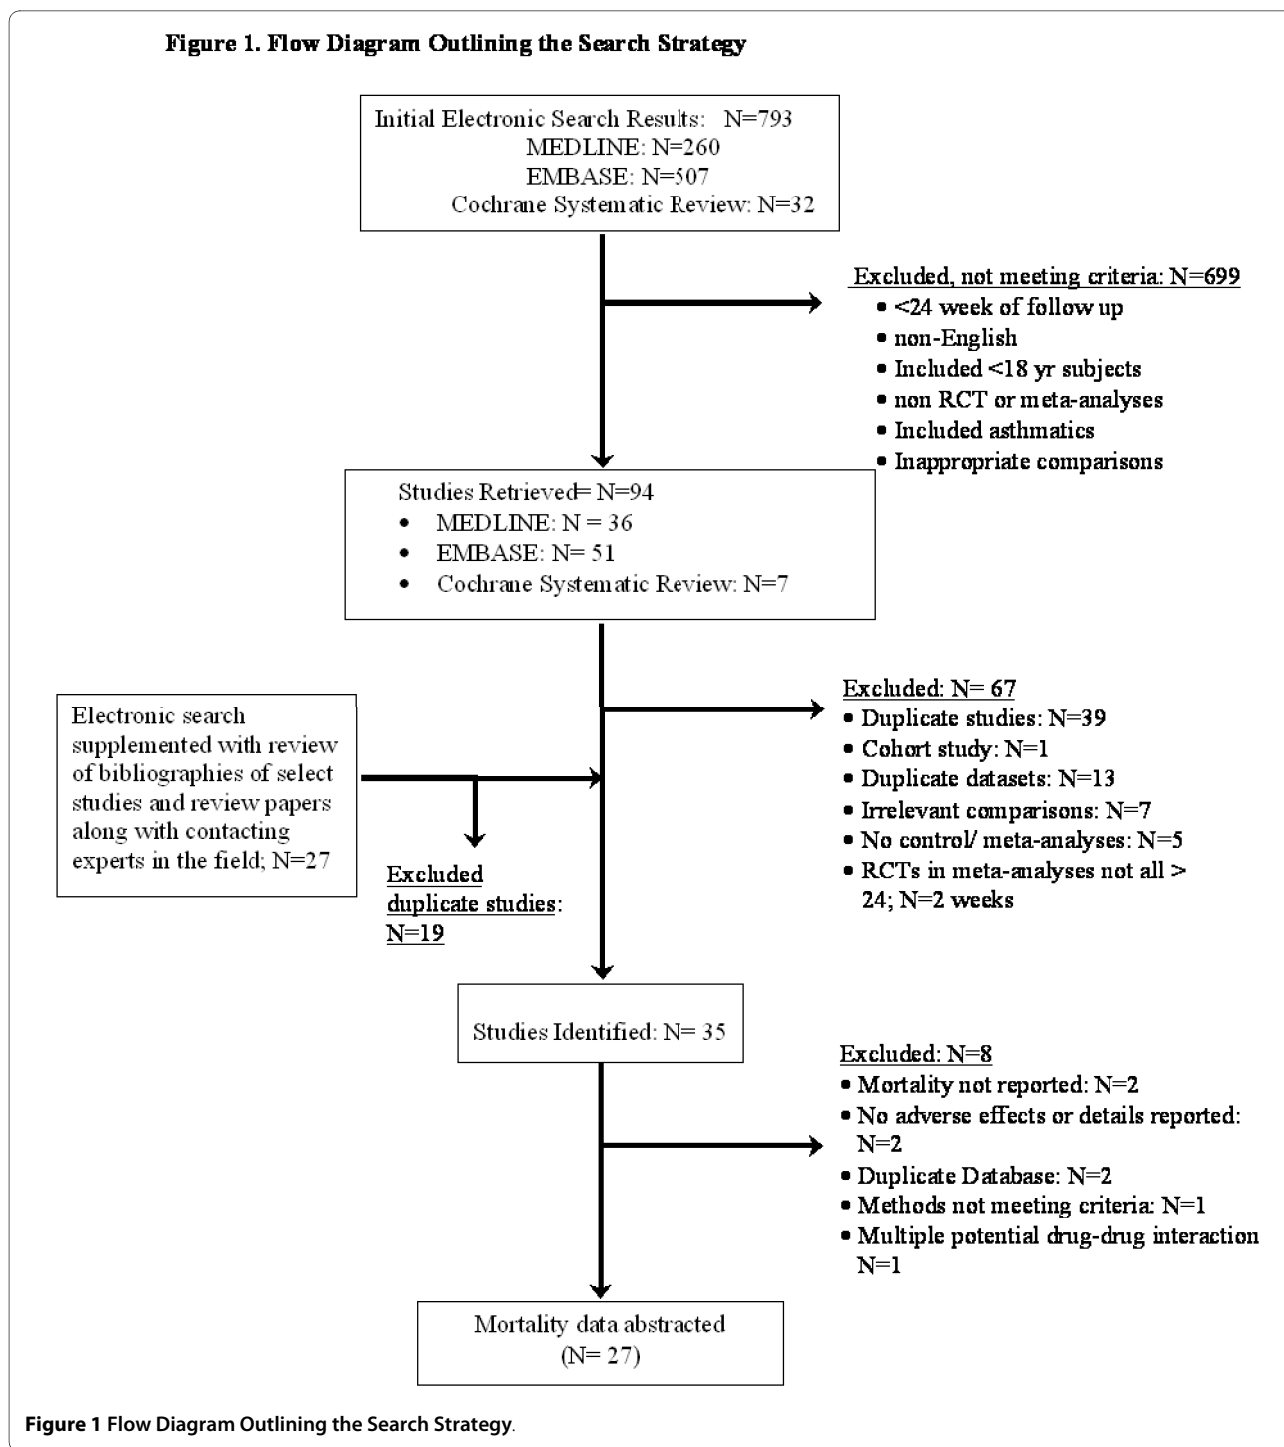 Figure 1. Flow Diagram Outlining the Search Strategy
Initial Electronic Search Results: N=793
MEDLINE: N=260
EMBASE: N=507
Cochrane Systematic Review: N=32
Excluded, not meeting criteria: N=699
• <24 week of follow up
• non-English
• Included <18 yr subjects
• non RCT or meta-analyses
• Included asthmatics
• Inappropriate comparisons
Studies Retrieved= N=94
• MEDLINE: N = 36
• EMBASE: N= 51
• Cochrane Systematic Review: N=7
Electronic search
supplemented with review
of bibliographies of select
studies and review papers
along with contacting
experts in the field; N=27
Excluded
duplicate studies:
N=19
Excluded: N= 67
• Duplicate studies: N=39
• Cohort study: N=1
• Duplicate datasets: N=13
• Irrelevant comparisons: N=7
• No control/ meta-analyses: N=5
• RCTs in meta-analyses not all >
24; N=2 weeks
Studies Identified: N= 35
Excluded: N=8
• Mortality not reported: N=2
• No adverse effects or details reported:
N=2
• Duplicate Database: N=2
• Methods not meeting criteria: N=1
• Multiple potential drug-drug interaction
N=1
Mortality data abstracted
(N= 27)
Figure 1 Flow Diagram Outlining the Search Strategy.